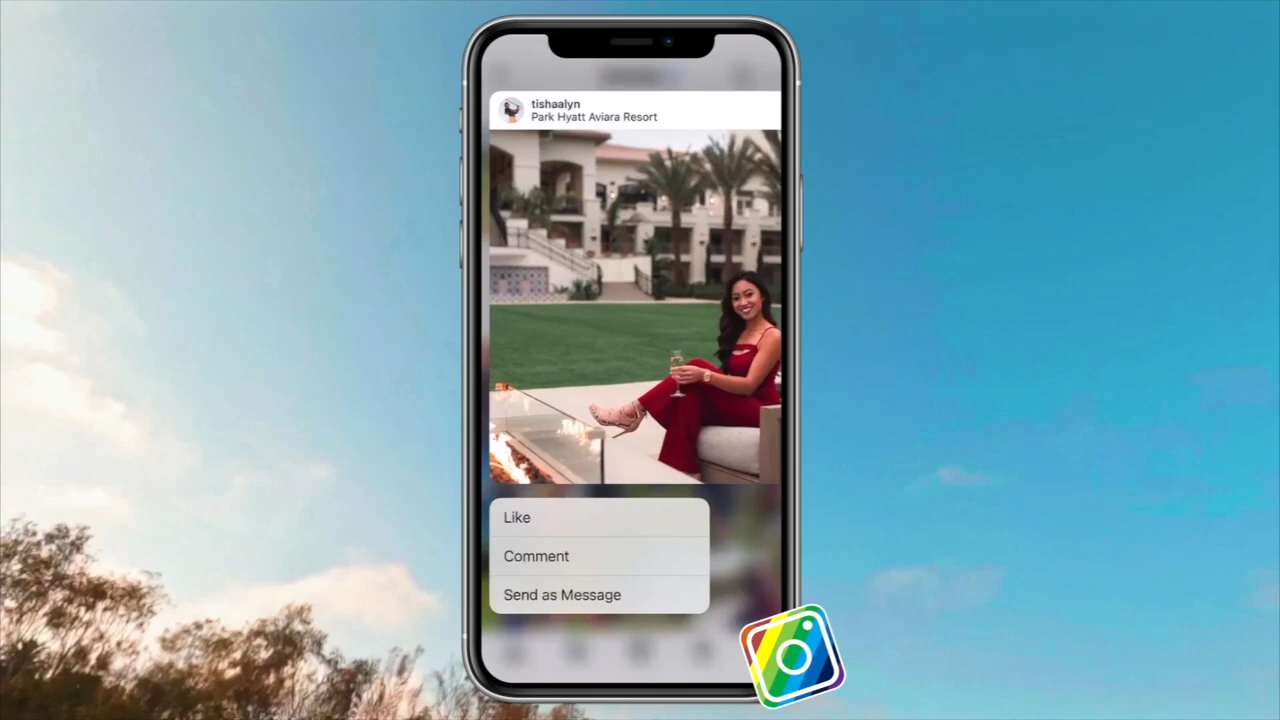 tishaalyn
Park Hyatt Aviara Resort
Like
Comment
Send as Message